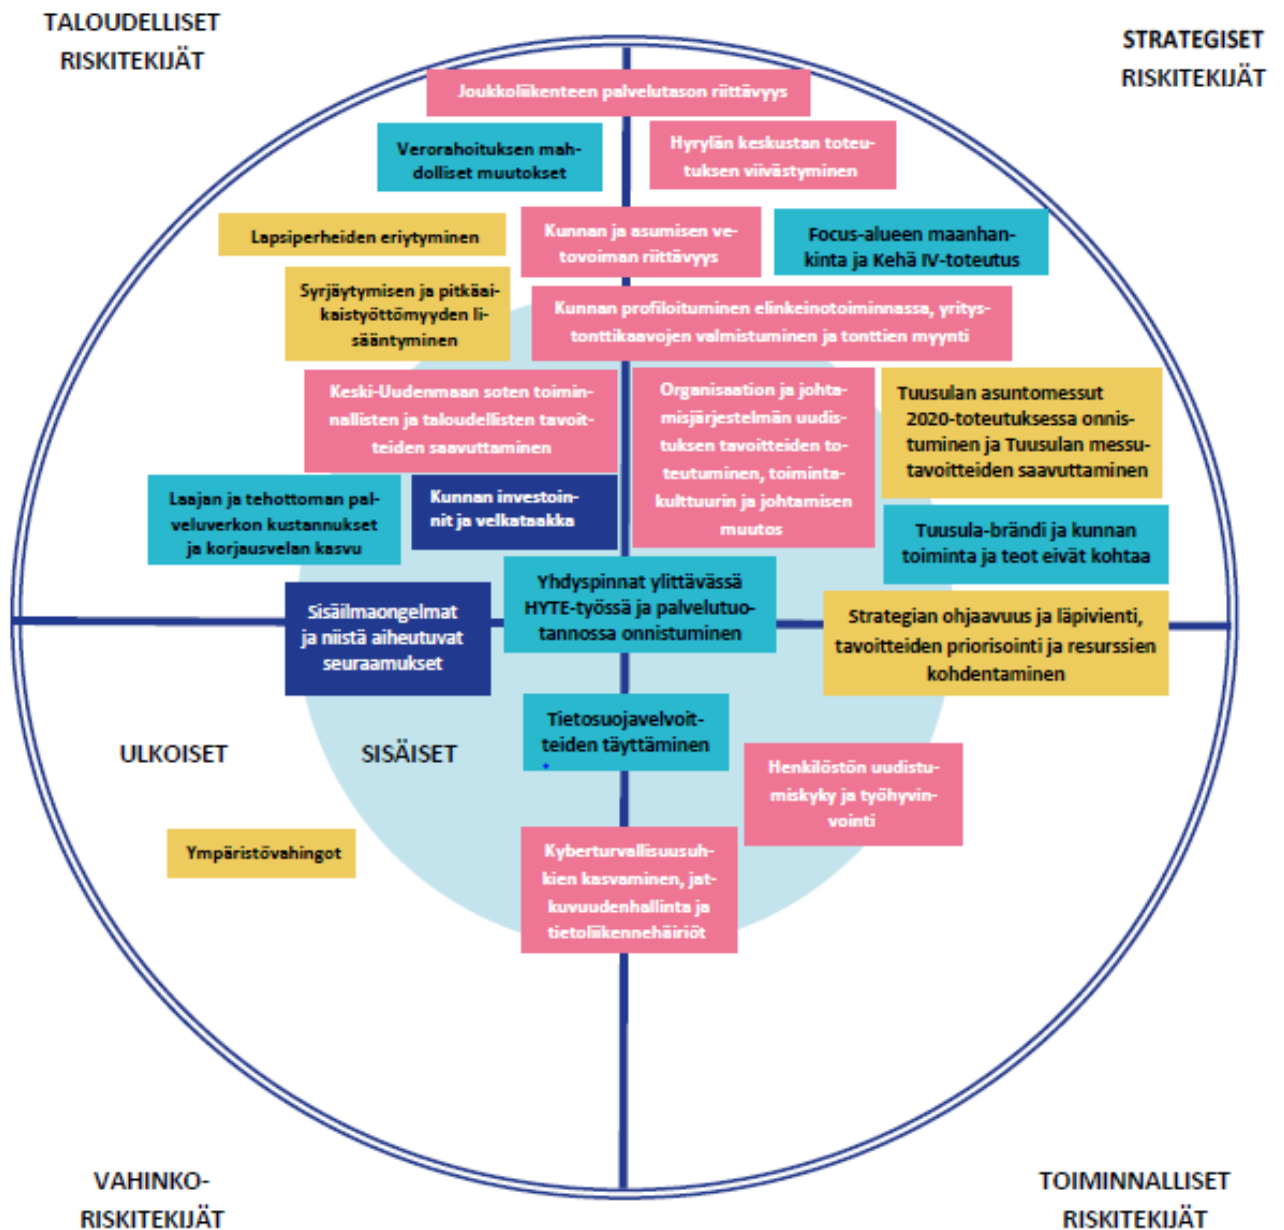 TALOUDELLISET
RISKITEKIJÄT
STRATEGISET
RISKITEKIJÄT
Joukkoliikenteen palvelutason riittävyys
Verorahoituksen mah-
dolliset muutokset
Hyrylän keskustan toteu-
tuksen viivästyminen
Lapsiperheiden eriytyminen
Kunnan ja asumisen ve-
tovoiman riittävyys
Focus-alueen maanhan-
kinta ja Kehä IV-toteutus
Syrjäytymisen ja pitkäai-
kaistyöttömyyden li-
sääntyminen
Kunnan profiloituminen elinkeinotoiminnassa, yritys-
tonttikaavojen valmistuminen ja tonttien myynti
Keski-Uudenmaan soten toimin-
nallisten ja taloudellisten tavoit-
teiden saavuttaminen
Organisaation ja johta-
misjärjestelmän uudis-
tuksen tavoitteiden to-
teutuminen, toiminta-
kulttuurin ja johtamisen
muutos
Tuusulan asuntomessut
2020-toteutuksessa onnis-
tuminen ja Tuusulan messu-
tavoitteiden saavuttaminen
Laajan ja tehottoman pal-
veluverkon kustannukset
ja korjausvelan kasvu
Kunnan investoin-
nit ja velkataakka
Tuusula-brändi ja kunnan
toiminta ja teot eivät kohtaa
Sisäilmaongelmat
ja niistä aiheutuvat
seuraamukset
Yhdyspinnat ylittävässä
HYTE-työssä ja palvelutuo-
tannossa onnistuminen
Strategian ohjaavuus ja läpivienti,
tavoitteiden priorisointi ja resurssien
kohdentaminen
Tietosuojavelvoit-
teiden täyttäminen
*
ULKOISET
SISÄISET
Henkilöstön uudistu-
miskyky ja työhyvin-
vointi
Ympäristövahingot
Kyberturvallisuusuh-
kien kasvaminen, jat-
kuvuudenhallinta ja
tietoliikennehäiriöt
VAHINKO-
RISKITEKIJÄT
TOIMINNALLISET
RISKITEKIJÄT